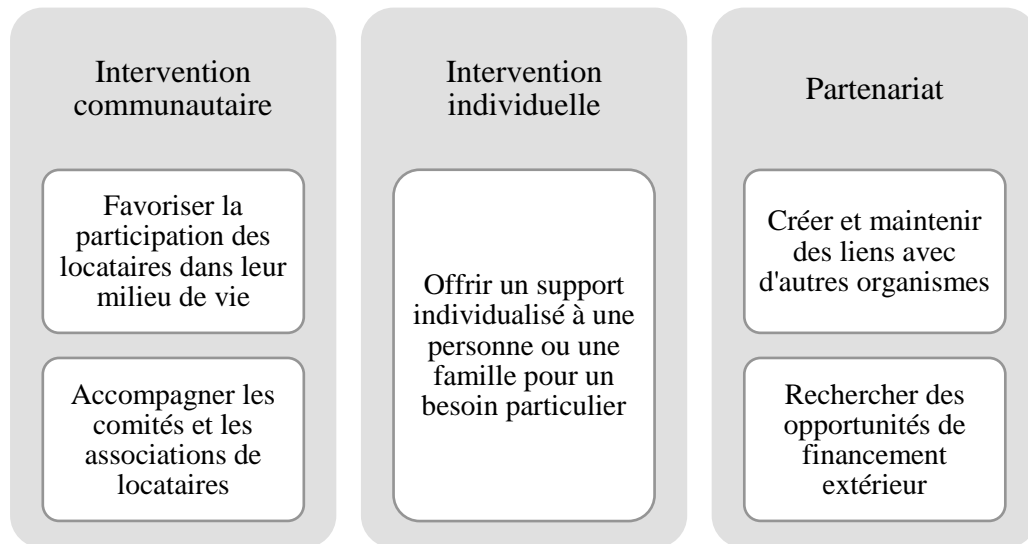 Intervention
communautaire
Favoriser la
participation des
locataires dans leur
milieu de vie
Accompagner les
comités et les
associations de
locataires
Intervention
individuelle
Offrir un support
individualisé à une
personne ou une
famille pour un
besoin particulier
Partenariat
Créer et maintenir
des liens avec
d'autres organismes
Rechercher des
opportunités de
financement
extérieur